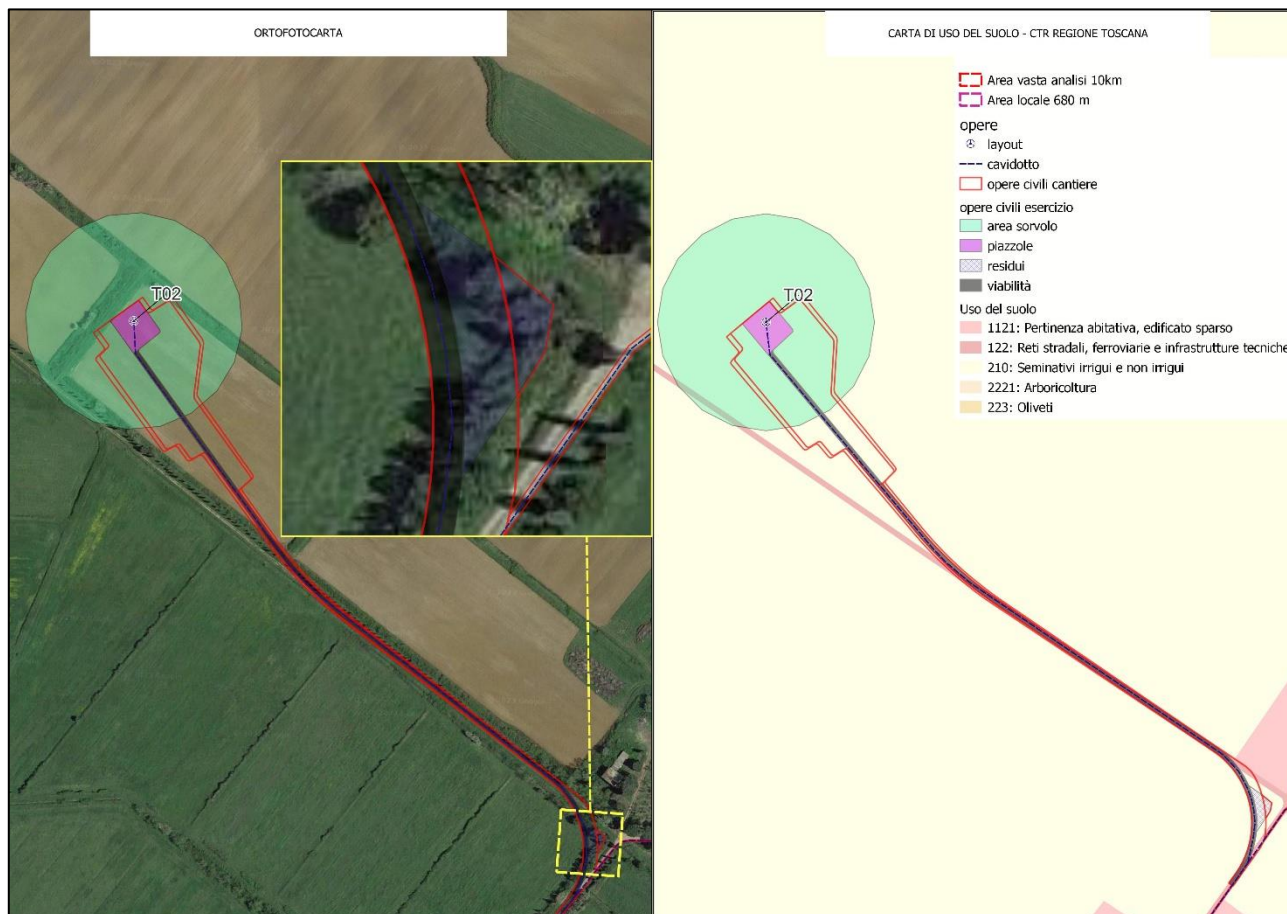 ORTOFOTOCARTA
CARTA DI USO DEL SUOLO - CTR REGIONE TOSCANA
Area vasta analisi 10km
Area locale 680 m
opere
layout
cavidotto
opere civili cantiere
opere civili esercizio
area sorvolo
piazzole
residui
viabilità
Uso del suolo
1121: Pertinenza abitativa, edificato sparso
122: Reti stradali, ferroviarie e infrastrutture tecniche
210: Seminativi irrigui e non irrigui
2221: Arboricoltura
223: Oliveti
T02
T02